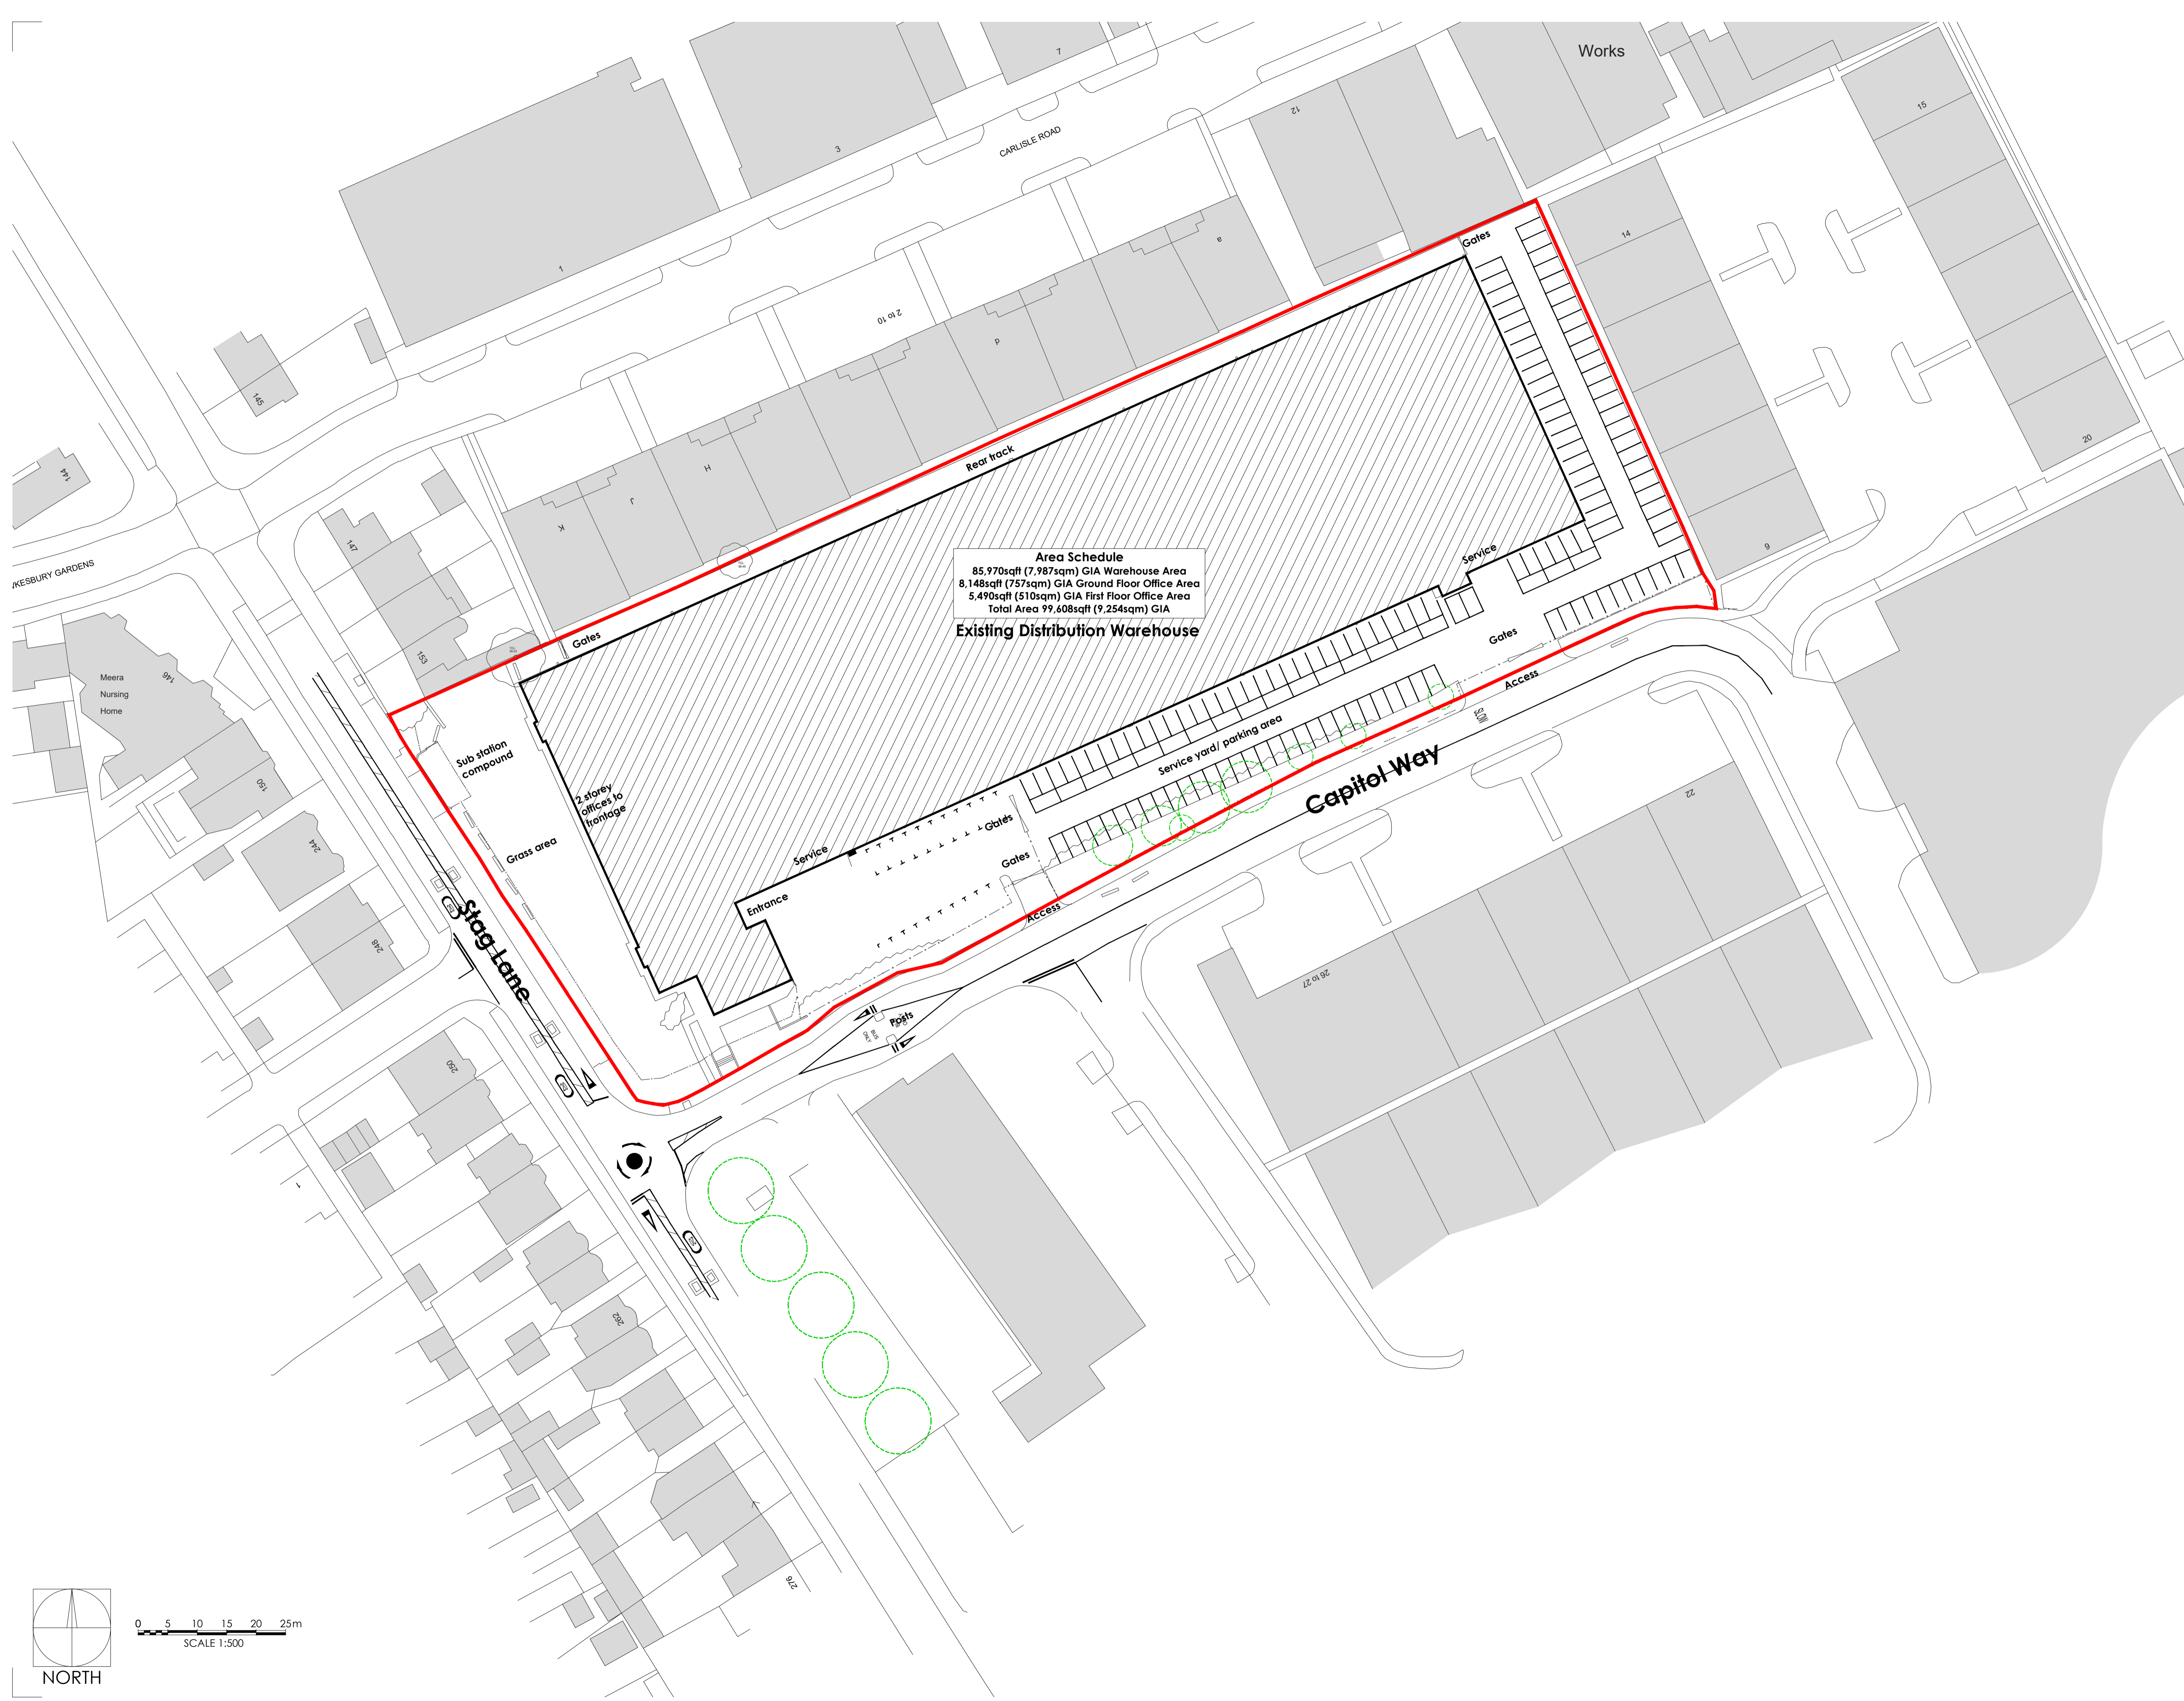 Works
7
15
12
3
CARLISLE ROAD
14
1
a
Gates
2 to 10
d
145
20
H
Rear track
J
K
144
147
9
Area Schedule
85,970sqft (7,987sqm) GIA Warehouse Area
8,148sqft (757sqm) GIA Ground Floor Office Area
5,490sqft (510sqm) GIA First Floor Office Area
Total Area 99,608sqft (9,254sqm) GIA
Existing Distribution Warehouse
Service
KESBURY GARDENS
Gates
Gates
153
Meera
Nursing
Home
146
Access
Sub station
compound
Service yard/ parking area
Capitol Way
SLOW
150
2 storey
offices to
frontage
22
Gates
244
Grass area
Service
Gates
Entrance
Access
Stag Lane
248
26 to 27
Posts
BUS
ONLY
250
1
262
276
0 5 10 15 20 25m
SCALE 1:500
NORTH